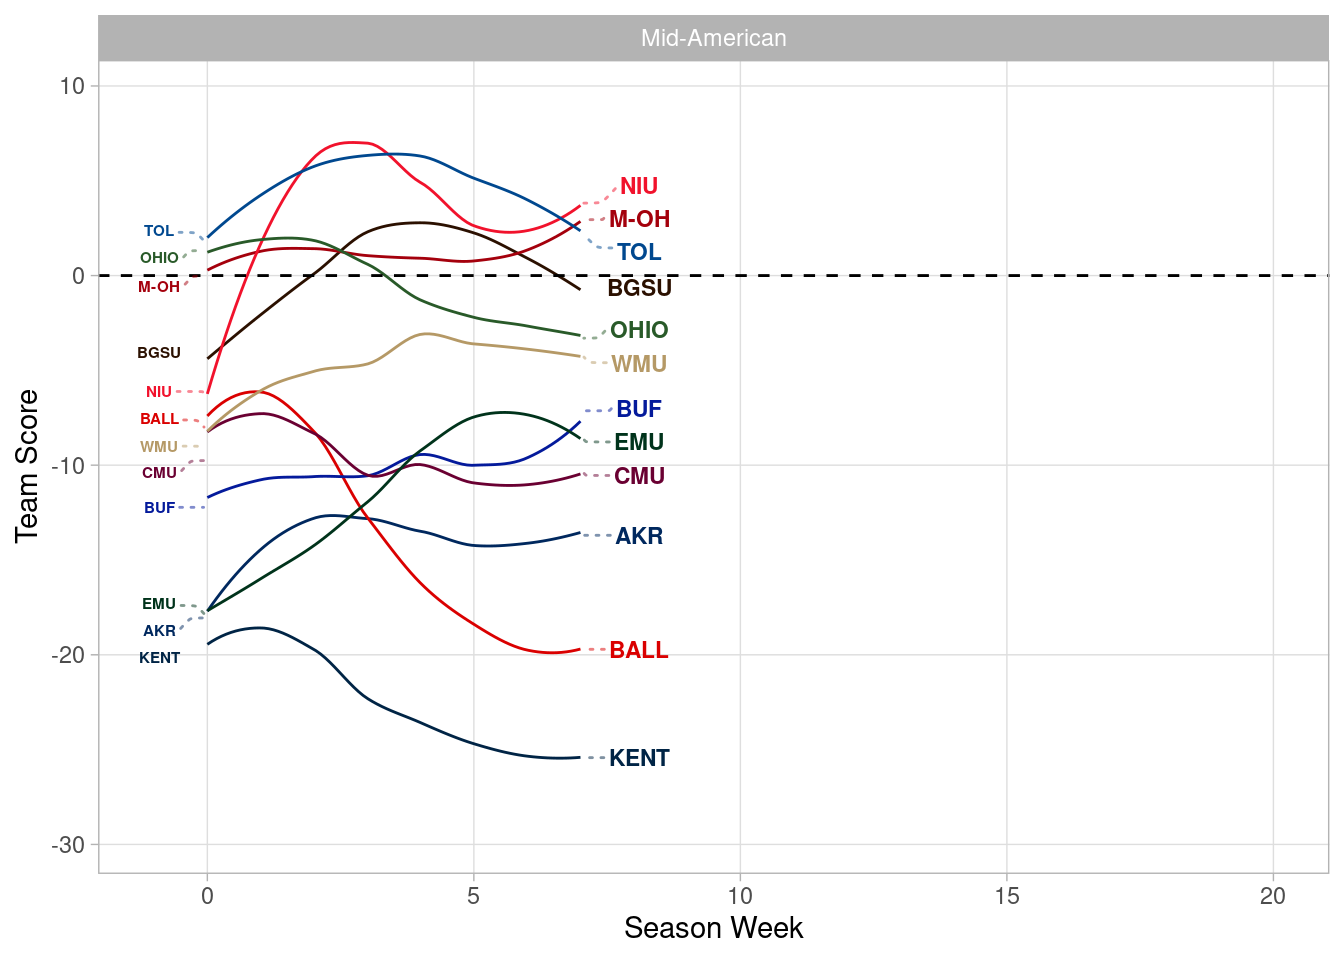 Mid-American
10
0
-10
-20
-30
Team Score
TOL
OHIO
M-OH
BGSU
NIU
BALL
WMU
CMU
BUF
EMU
AKR
KENT
NIU
M-OH
TOL
BGSU
OHIO
WMU
BUF
EMU
CMU
AKR
BALL
KENT
0 5 10 15 20
Season Week